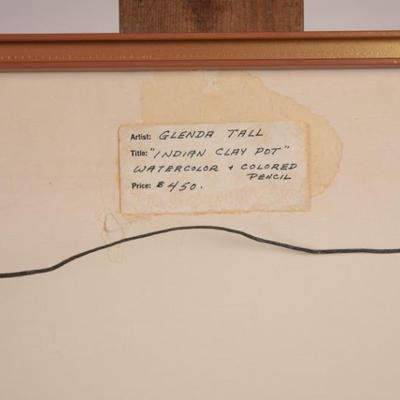 Artist: GLENDA TALL
Title: "INDIAN CLAY POT"
WATERCOLOR + COLORED
PENCIL
Price: $450.